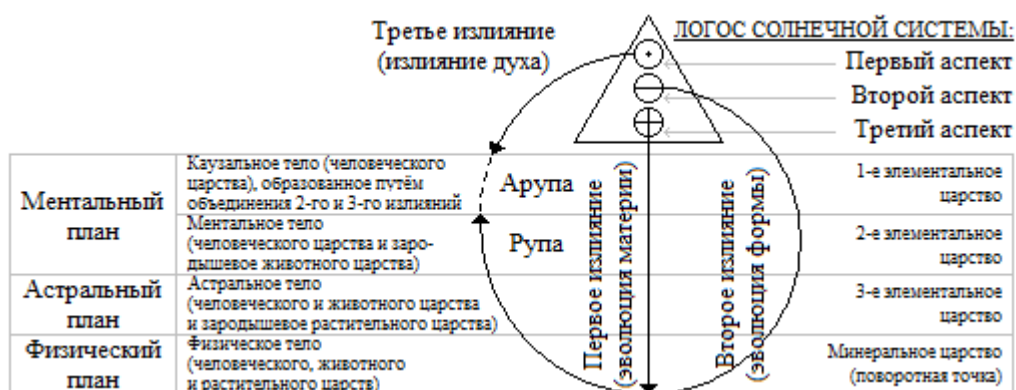 Третье излияние
(излияние духа)
ЛОГОС СОЛНЕЧНОЙ СИСТЕМЫ:
Первый аспект
Второй аспект
Третий аспект
Ментальный
план
Каузальное тело (человеческого
царства), образованное путём
объединения 2-го и 3-го излияний
Арупа
1-е элементальное
царство
Ментальное тело
(человеческого царства и заро-
дышевое животного царства)
Рупа
2-е элементальное
царство
Первое излияние
(эволюция материи)
Второе излияние
(эволюция формы)
Астральный
план
Астральное тело
(человеческого и животного царства
и зародышевое растительного царства)
3-е элементальное
царство
Физический
план
Физическое тело
(человеческого, животного
и растительного царств)
Минеральное царство
(поворотная точка)